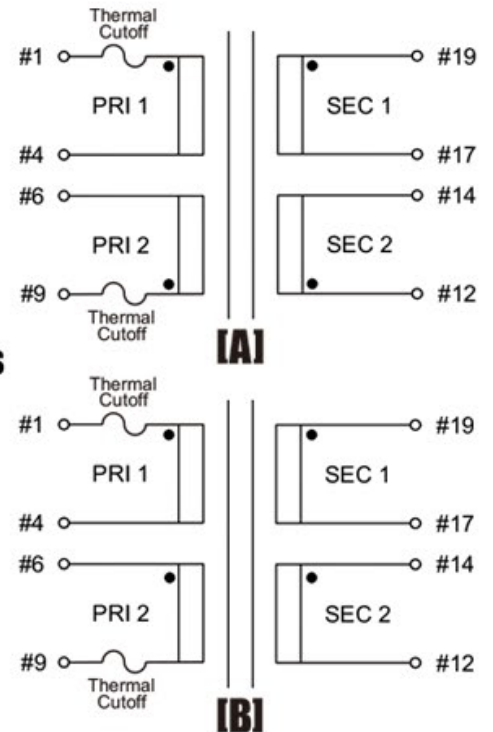 Thermal
Cutoff
#1
#19
PRI 1
SEC 1
#4
#17
#6
#14
PRI 2
SEC 2
#9
#12
Thermal
Cutoff
[A]
s
Thermal
Cutoff
#1
#19
PRI 1
SEC 1
#4
#17
#6
#14
PRI 2
SEC 2
#9
#12
Thermal
Cutoff
[B]